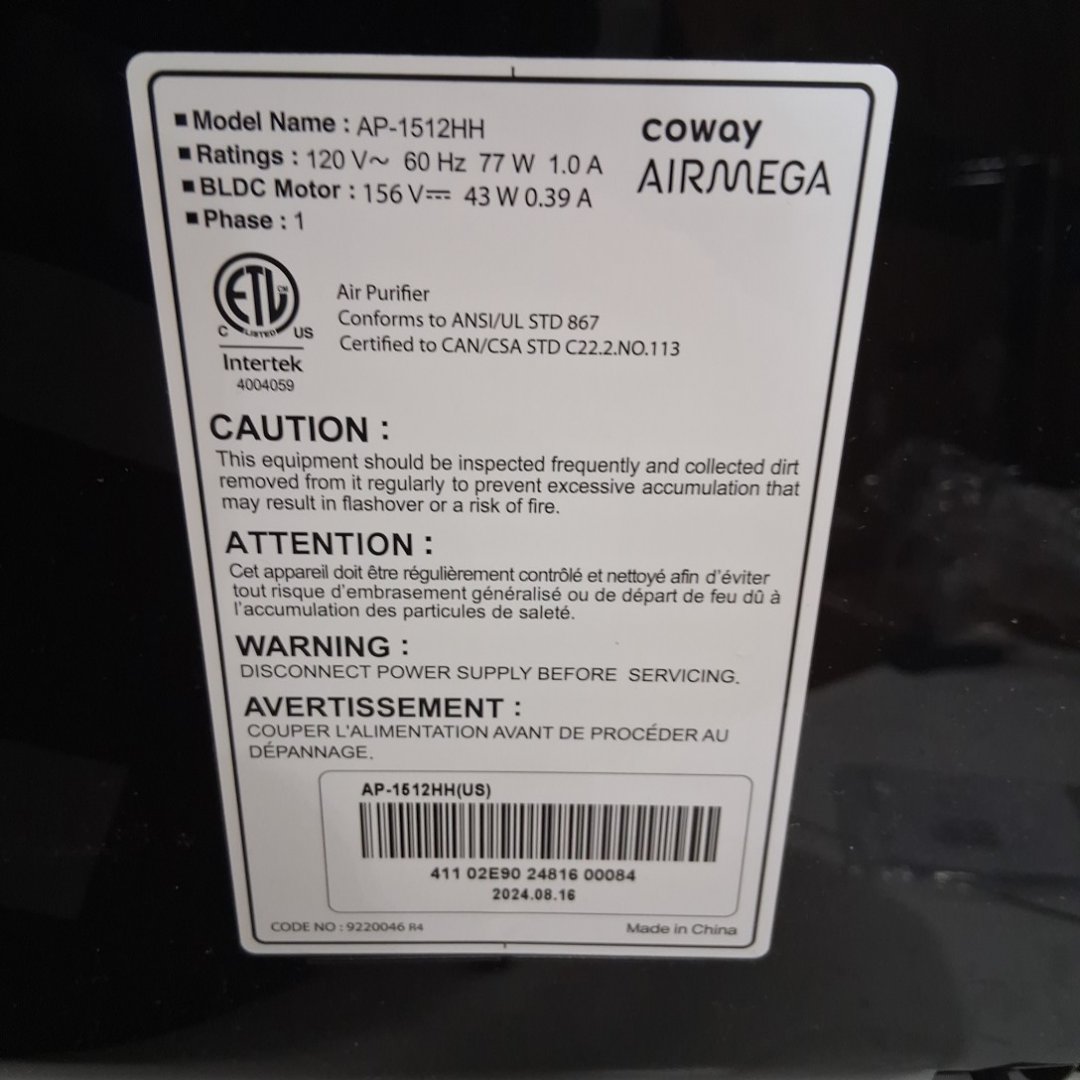 ■ Model Name : AP-1512HH
■ Ratings : 120 V~ 60 Hz 77 W 1.0 A
■ BLDC Motor : 156 V⎓ 43 W 0.39 A
■ Phase : 1
coway
AIRMEGA
ETL CM
C LISTED US
Intertek
4004059
Air Purifier
Conforms to ANSI/UL STD 867
Certified to CAN/CSA STD C22.2.NO.113
CAUTION :
This equipment should be inspected frequently and collected dirt
removed from it regularly to prevent excessive accumulation that
may result in flashover or a risk of fire.
ATTENTION :
Cet appareil doit être régulièrement contrôlé et nettoyé afin d'éviter
tout risque d'embrasement généralisé ou de départ de feu dû à
l'accumulation des particules de saleté.
WARNING :
DISCONNECT POWER SUPPLY BEFORE SERVICING.
AVERTISSEMENT :
COUPER L'ALIMENTATION AVANT DE PROCÉDER AU
DÉPANNAGE.
AP-1512HH(US)
411 02E90 24816 00084
2024.08.16
CODE NO : 9220046 R4
Made in China